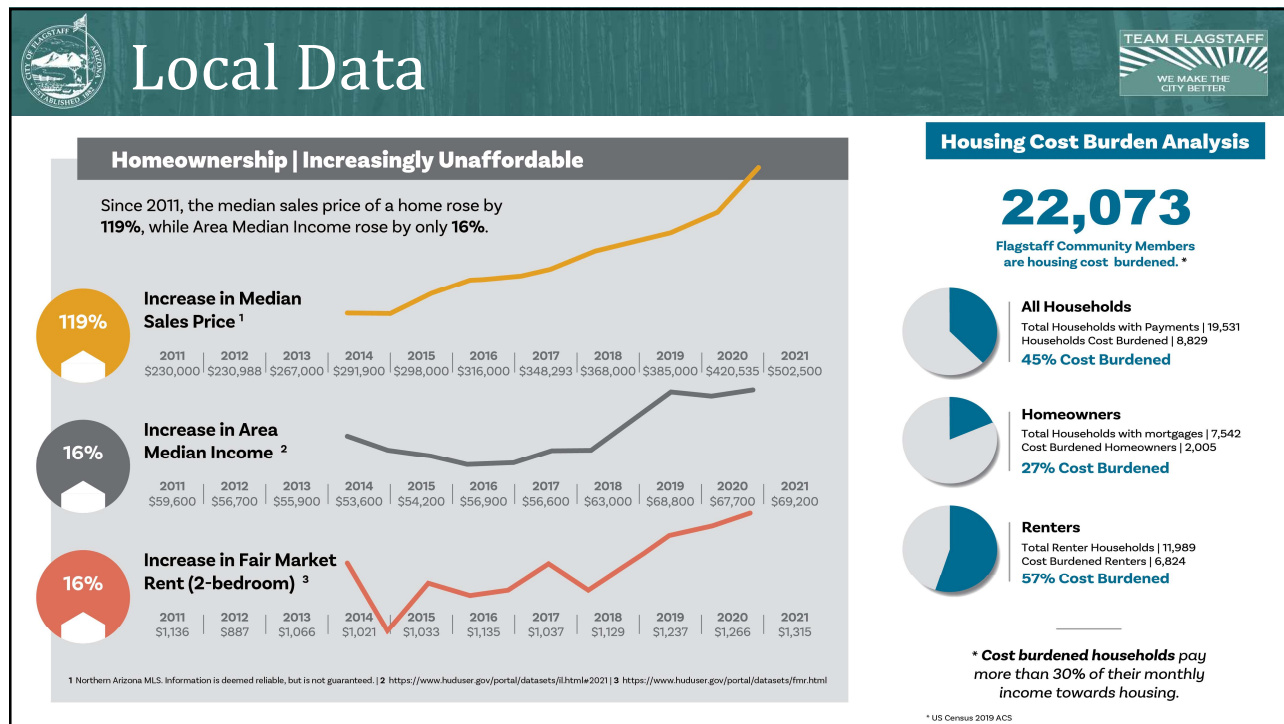 CITY OF FLAGSTAFF
ARIZONA
ESTABLISHED 1882
Local Data
TEAM FLAGSTAFF
WE MAKE THE
CITY BETTER
Homeownership | Increasingly Unaffordable
Since 2011, the median sales price of a home rose by
119%, while Area Median Income rose by only 16%.
119%
Increase in Median
Sales Price 1
2011 | 2012 | 2013 | 2014 | 2015 | 2016 | 2017 | 2018 | 2019 | 2020 | 2021
$230,000 | $230,988 | $267,000 | $291,900 | $298,000 | $316,000 | $348,293 | $368,000 | $385,000 | $420,535 | $502,500
16%
Increase in Area
Median Income 2
2011 | 2012 | 2013 | 2014 | 2015 | 2016 | 2017 | 2018 | 2019 | 2020 | 2021
$59,600 | $56,700 | $55,900 | $53,600 | $54,200 | $56,900 | $56,600 | $63,000 | $68,800 | $67,700 | $69,200
16%
Increase in Fair Market
Rent (2-bedroom) 3
2011 | 2012 | 2013 | 2014 | 2015 | 2016 | 2017 | 2018 | 2019 | 2020 | 2021
$1,136 | $887 | $1,066 | $1,021 | $1,033 | $1,135 | $1,037 | $1,129 | $1,237 | $1,266 | $1,315
1 Northern Arizona MLS. Information is deemed reliable, but is not guaranteed. | 2 https://www.huduser.gov/portal/datasets/il.html#2021 | 3 https://www.huduser.gov/portal/datasets/fmr.html
Housing Cost Burden Analysis
22,073
Flagstaff Community Members
are housing cost burdened. *
All Households
Total Households with Payments | 19,531
Households Cost Burdened | 8,829
45% Cost Burdened
Homeowners
Total Households with mortgages | 7,542
Cost Burdened Homeowners | 2,005
27% Cost Burdened
Renters
Total Renter Households | 11,989
Cost Burdened Renters | 6,824
57% Cost Burdened
* Cost burdened households pay
more than 30% of their monthly
income towards housing.
* US Census 2019 ACS